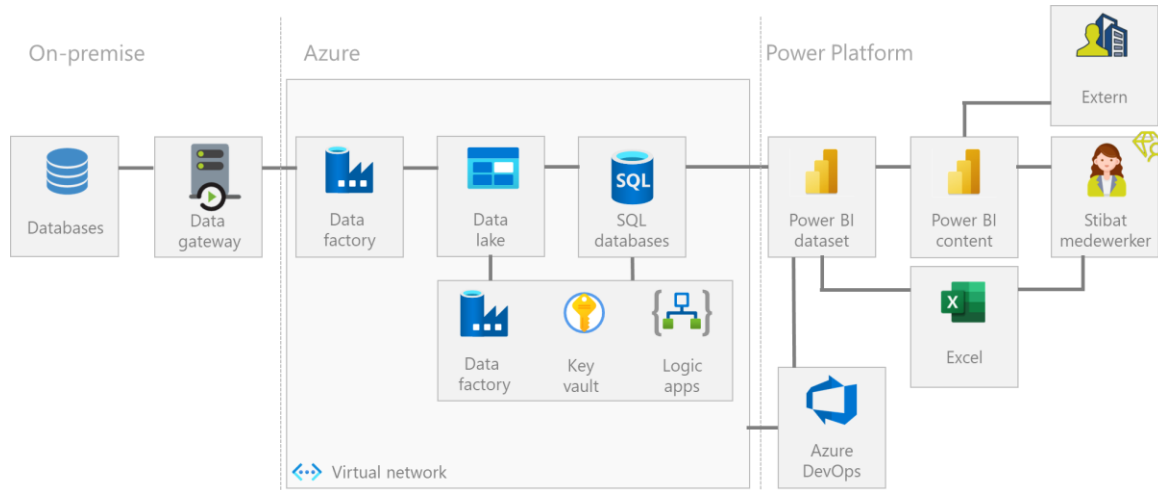 On-premise
Azure
Power Platform
Extern
Databases
Data
gateway
Data
factory
Data
lake
SQL
SQL
databases
Power BI
dataset
Power BI
content
Stibat
medewerker
Data
factory
Key
vault
Logic
apps
X
Excel
Azure
DevOps
Virtual network